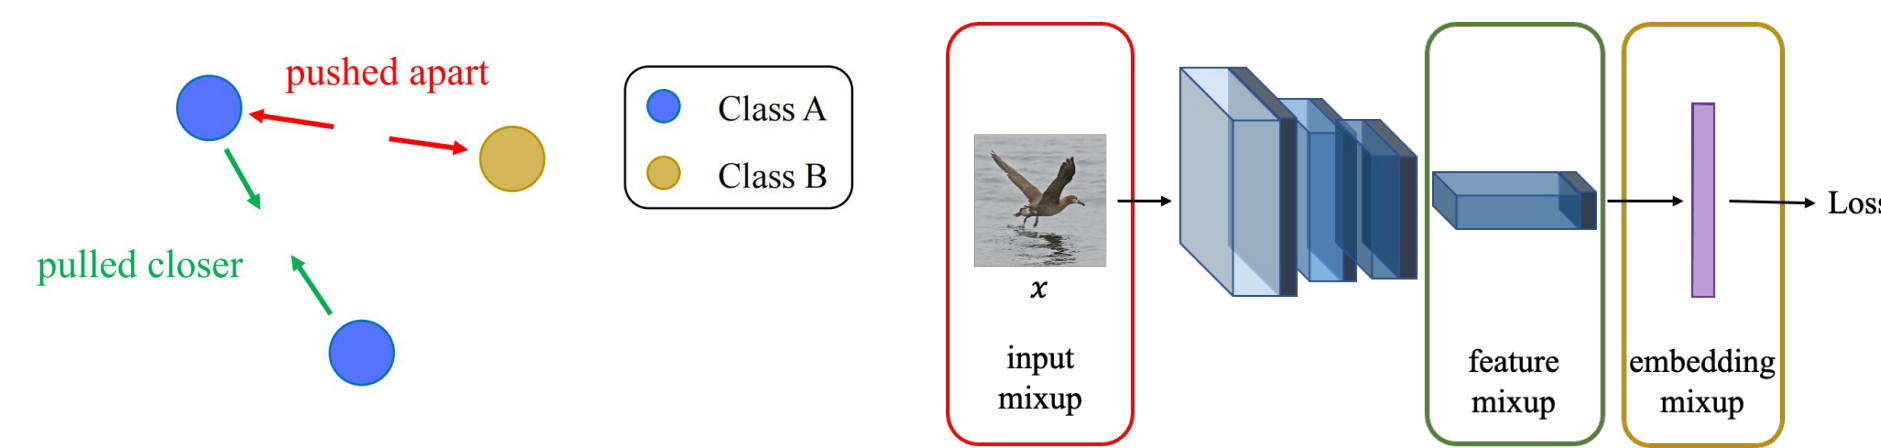 pushed apart
pulled closer
Class A
Class B
x
input
mixup
feature
mixup
embedding
mixup
Loss